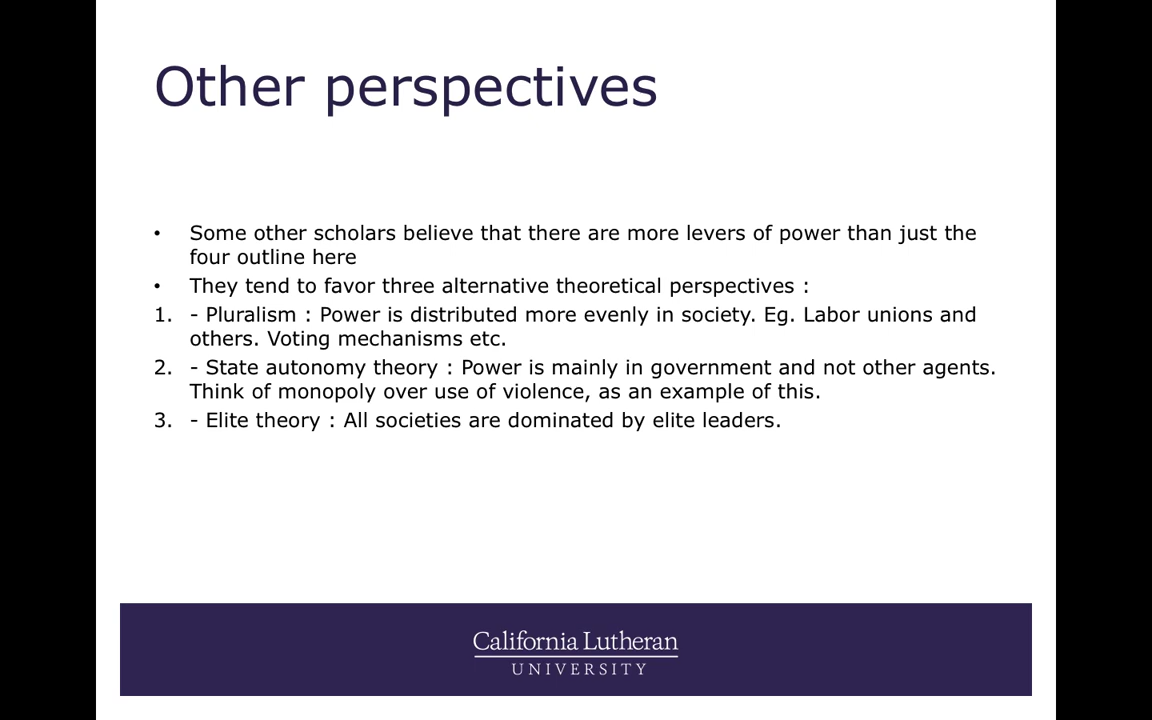 Other perspectives
• Some other scholars believe that there are more levers of power than just the
four outline here
• They tend to favor three alternative theoretical perspectives :
1. - Pluralism : Power is distributed more evenly in society. Eg. Labor unions and
others. Voting mechanisms etc.
2. - State autonomy theory : Power is mainly in government and not other agents.
Think of monopoly over use of violence, as an example of this.
3. - Elite theory : All societies are dominated by elite leaders.
California Lutheran
UNIVERSITY